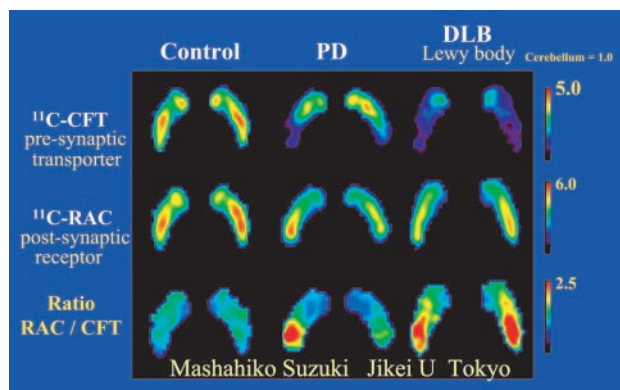 Control PD DLB
Lewy body Cerebellum = 1.0
¹¹C-CFT
pre-synaptic
transporter
5.0
¹¹C-RAC
post-synaptic
receptor
6.0
Ratio
RAC / CFT
2.5
Mashahiko Suzuki Jikei U Tokyo